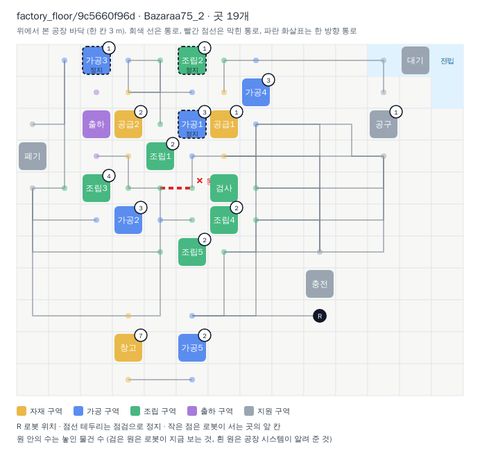 factory_floor/9c5660f96d · Bazaraa75_2 · 곳 19개
위에서 본 공장 바닥 (한 칸 3 m). 회색 선은 통로, 빨간 점선은 막힌 통로, 파란 화살표는 한 방향 통로
가공3 1 정지
조립2 1 정지
대기
전립
가공4 3
출하
공급2 2
가공1 3 정지
공급1 1
공구 1
폐기
조립1 2
조립3 4
✕
검사
가공2 3
조립4 2
조립5 2
충전
R
창고 7
가공5 2
자재 구역
가공 구역
조립 구역
출하 구역
지원 구역
R 로봇 위치 · 점선 테두리는 점검으로 정지 · 작은 점은 로봇이 서는 곳의 앞 칸
원 안의 수는 놓인 물건 수 (검은 원은 로봇이 지금 보는 것, 흰 원은 공장 시스템이 알려 준 것)